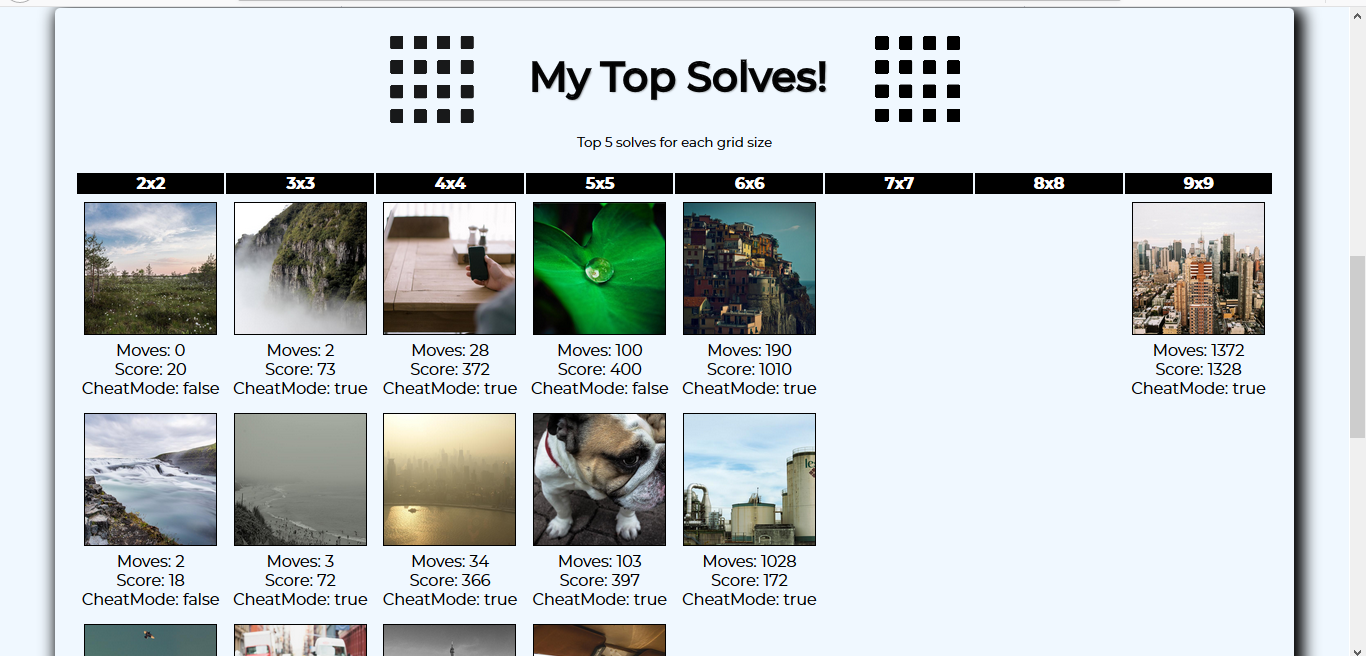 My Top Solves!
Top 5 solves for each grid size
2x2 3x3 4x4 5x5 6x6 7x7 8x8 9x9
Moves: 0 Moves: 2 Moves: 28 Moves: 100 Moves: 190 Moves: 1372
Score: 20 Score: 73 Score: 372 Score: 400 Score: 1010 Score: 1328
CheatMode: false CheatMode: true CheatMode: true CheatMode: false CheatMode: true CheatMode: true
Moves: 2 Moves: 3 Moves: 34 Moves: 103 Moves: 1028
Score: 18 Score: 72 Score: 366 Score: 397 Score: 172
CheatMode: false CheatMode: true CheatMode: true CheatMode: true CheatMode: true